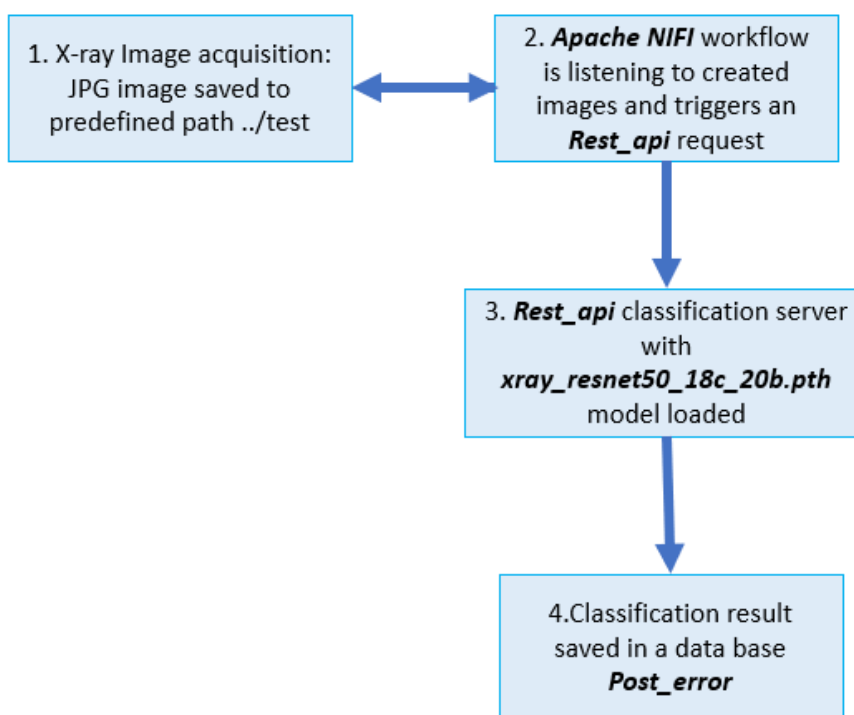 1. X-ray Image acquisition:
JPG image saved to
predefined path ../test
2. Apache NIFI workflow
is listening to created
images and triggers an
Rest_api request
3. Rest_api classification server
with
xray_resnet50_18c_20b.pth
model loaded
4.Classification result
saved in a data base
Post_error